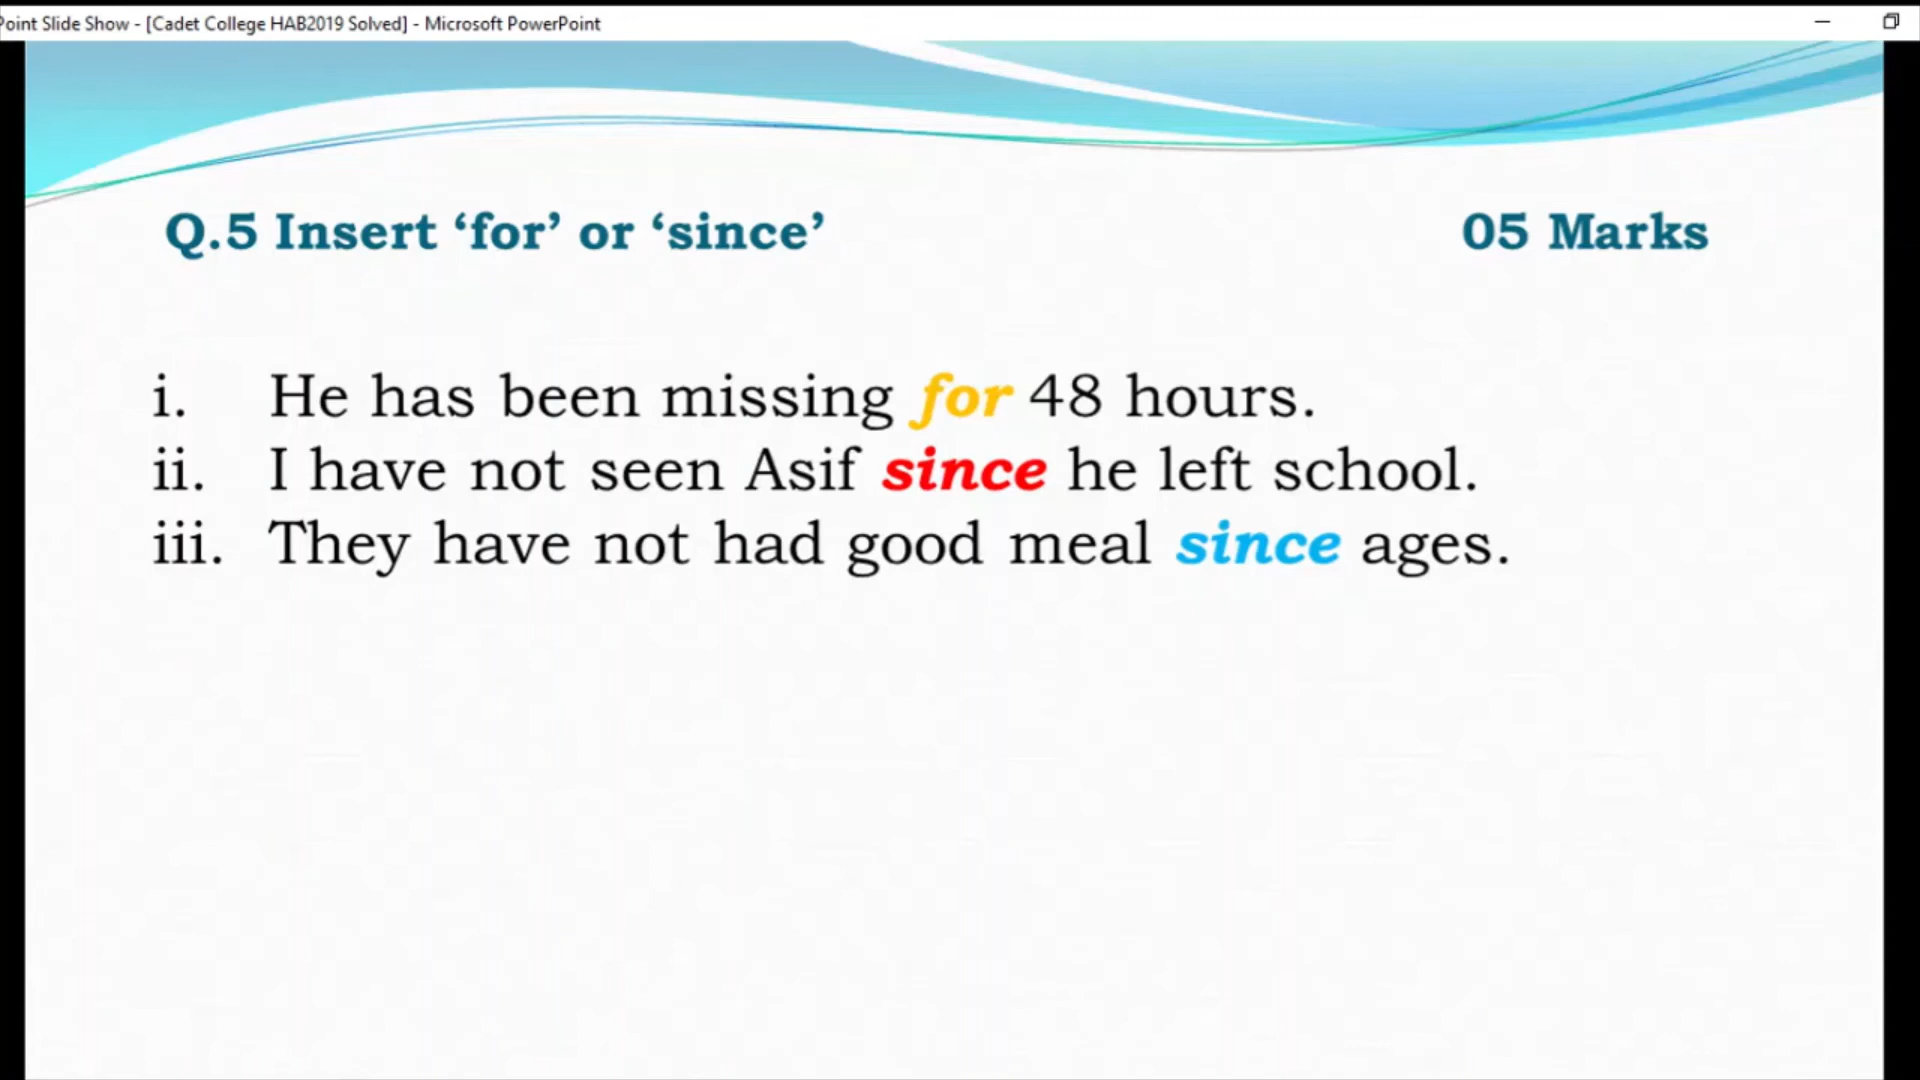 Point Slide Show - [Cadet College HAB2019 Solved] - Microsoft PowerPoint
Q.5 Insert ‘for’ or ‘since’ 05 Marks
i. He has been missing for 48 hours.
ii. I have not seen Asif since he left school.
iii. They have not had good meal since ages.